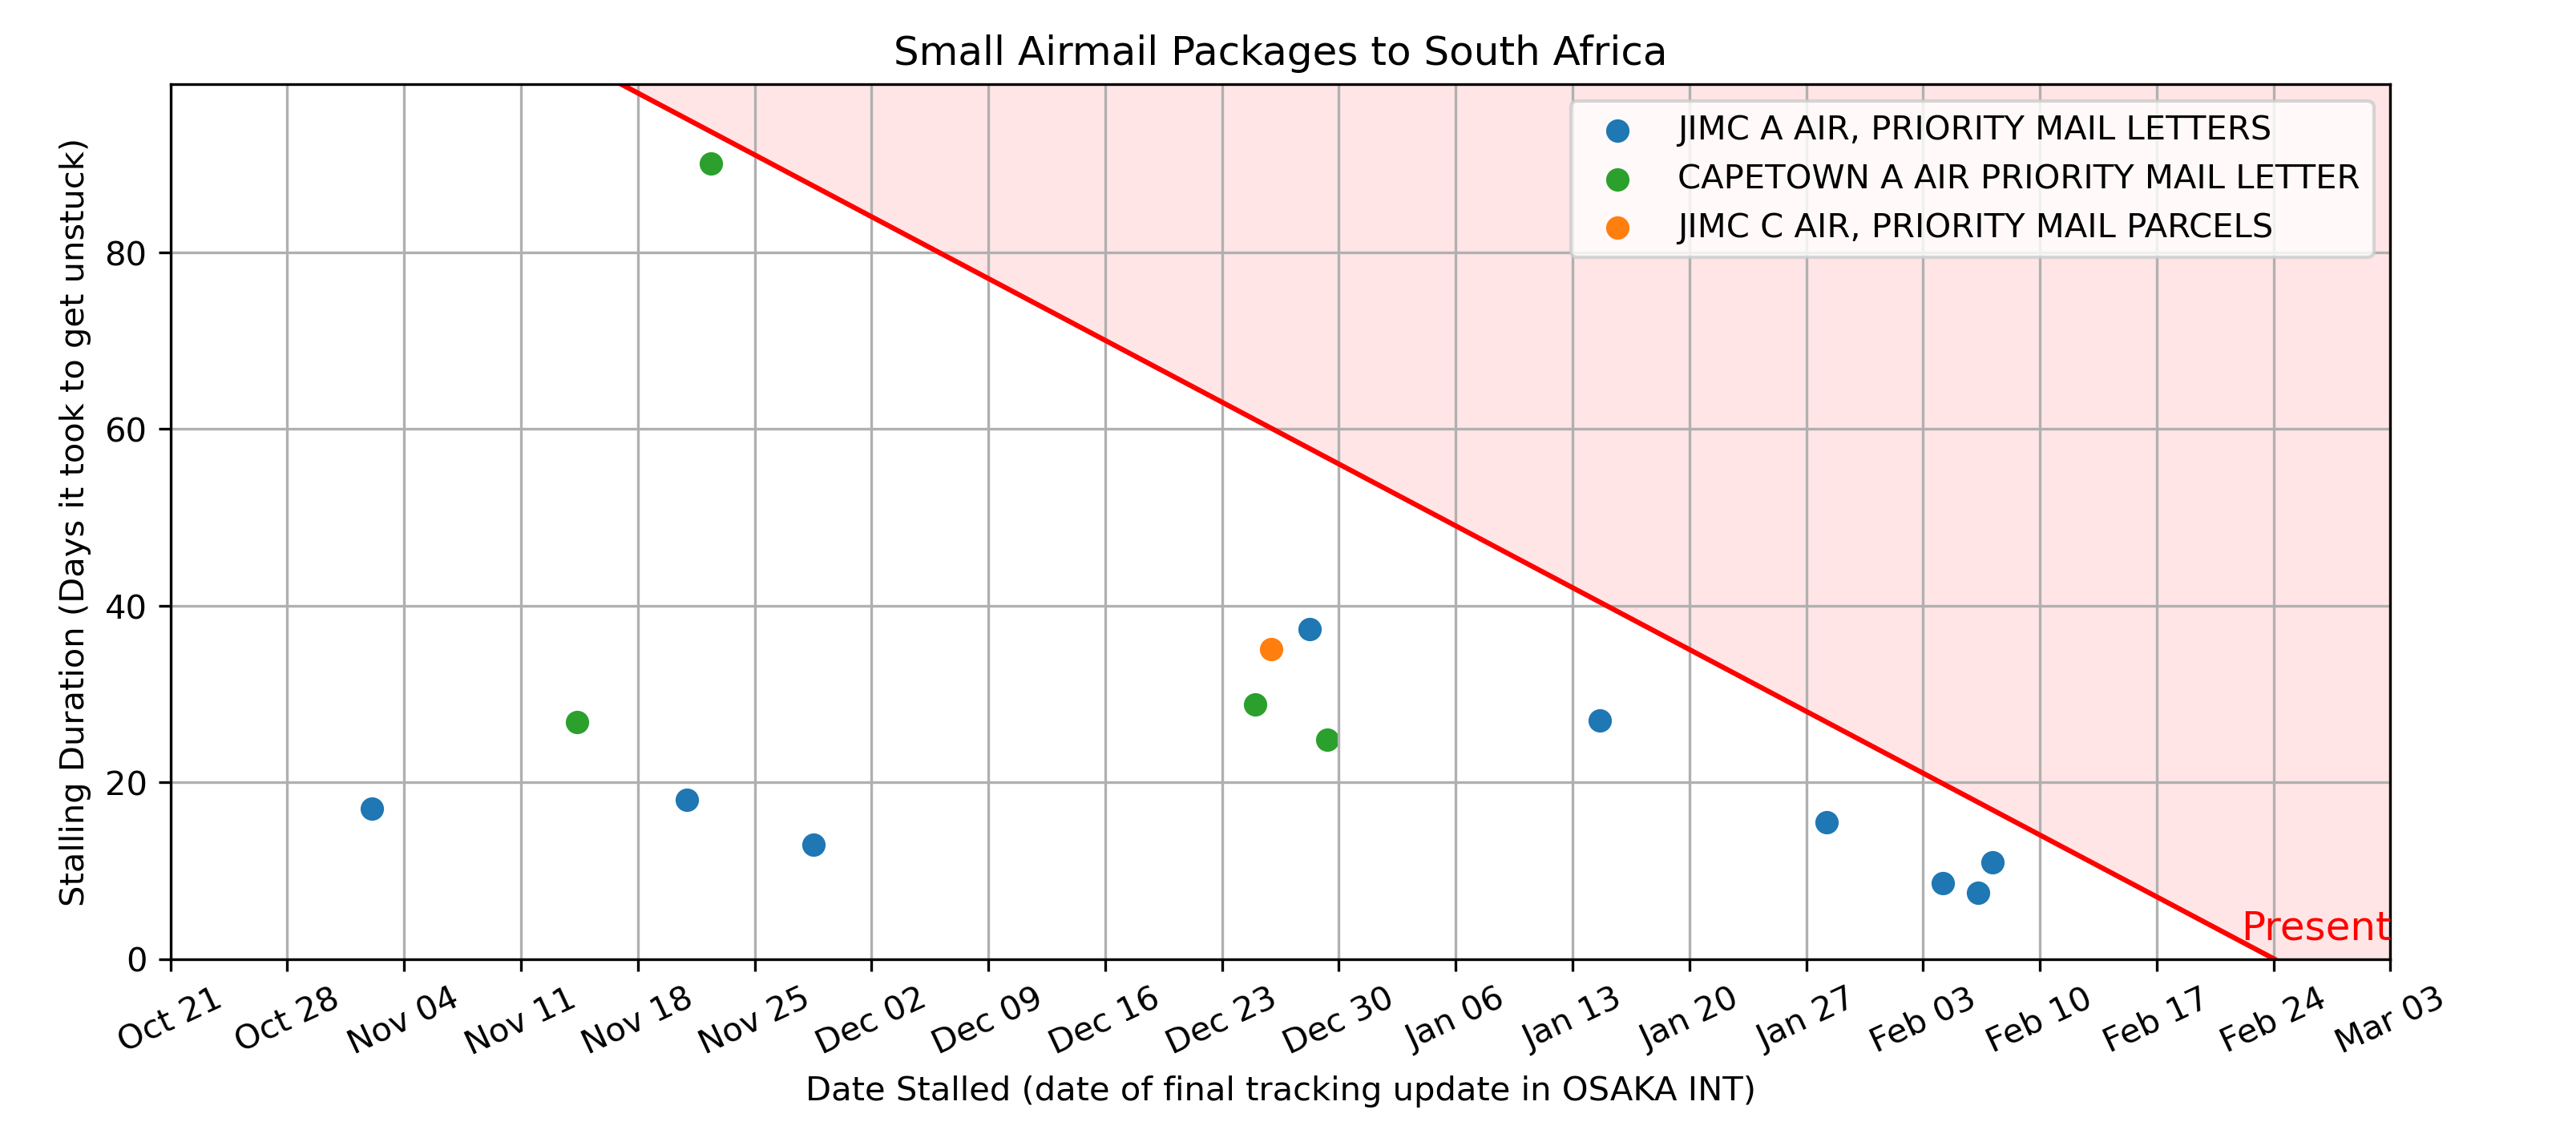 Small Airmail Packages to South Africa
JIMC A AIR, PRIORITY MAIL LETTERS
CAPETOWN A AIR PRIORITY MAIL LETTER
JIMC C AIR, PRIORITY MAIL PARCELS
Stalling Duration (Days it took to get unstuck)
80
60
40
20
0
Present
Oct 21
Oct 28
Nov 04
Nov 11
Nov 18
Nov 25
Dec 02
Dec 09
Dec 16
Dec 23
Dec 30
Jan 06
Jan 13
Jan 20
Jan 27
Feb 03
Feb 10
Feb 17
Feb 24
Mar 03
Date Stalled (date of final tracking update in OSAKA INT)